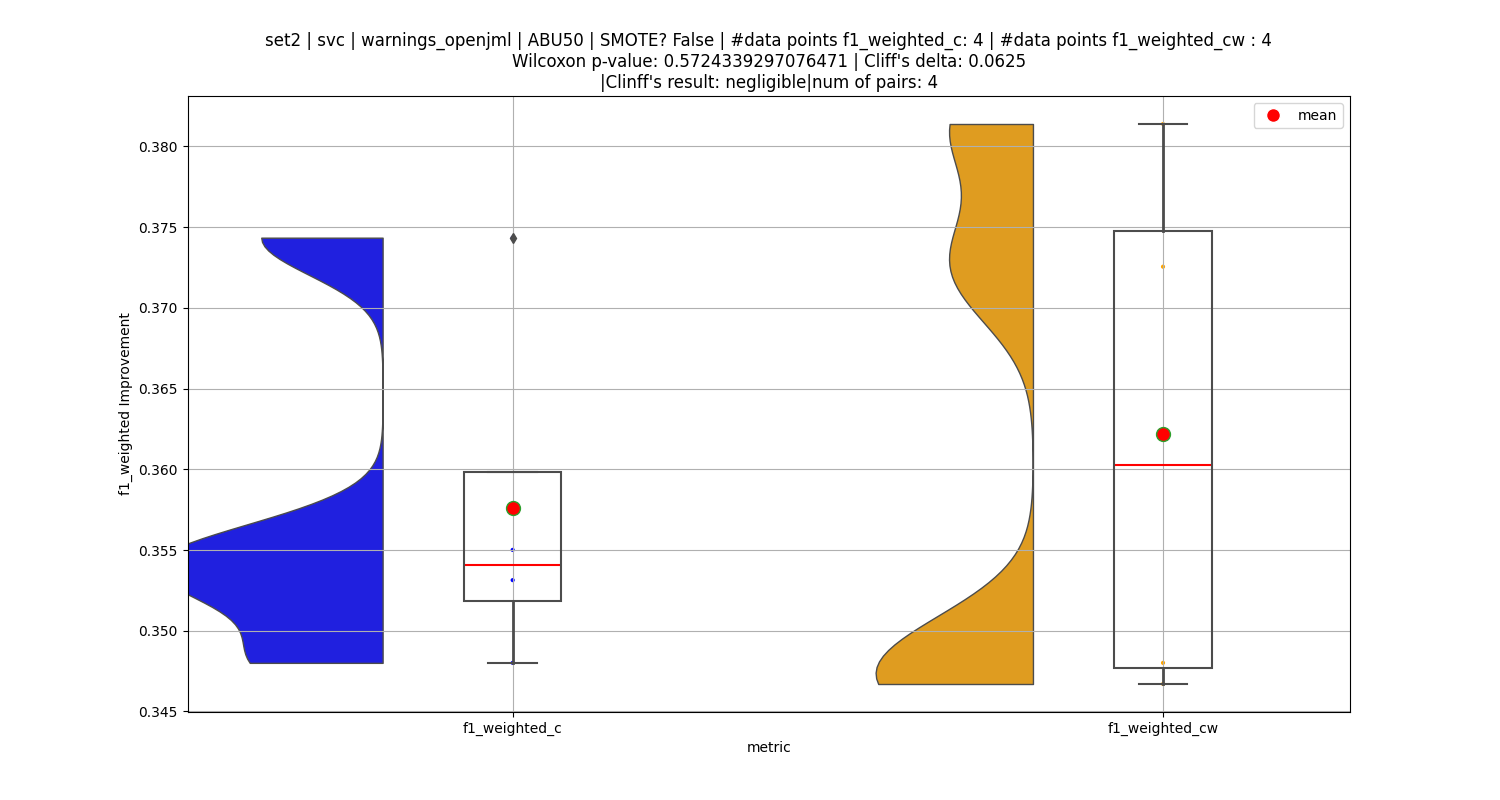 set2 | svc | warnings_openjml | ABU50 | SMOTE? False | #data points f1_weighted_c: 4 | #data points f1_weighted_cw : 4
Wilcoxon p-value: 0.5724339297076471 | Cliff's delta: 0.0625
|Clinff's result: negligible|num of pairs: 4
mean
0.380
0.375
0.370
0.365
0.360
0.355
0.350
0.345
f1_weighted Improvement
f1_weighted_c
f1_weighted_cw
metric